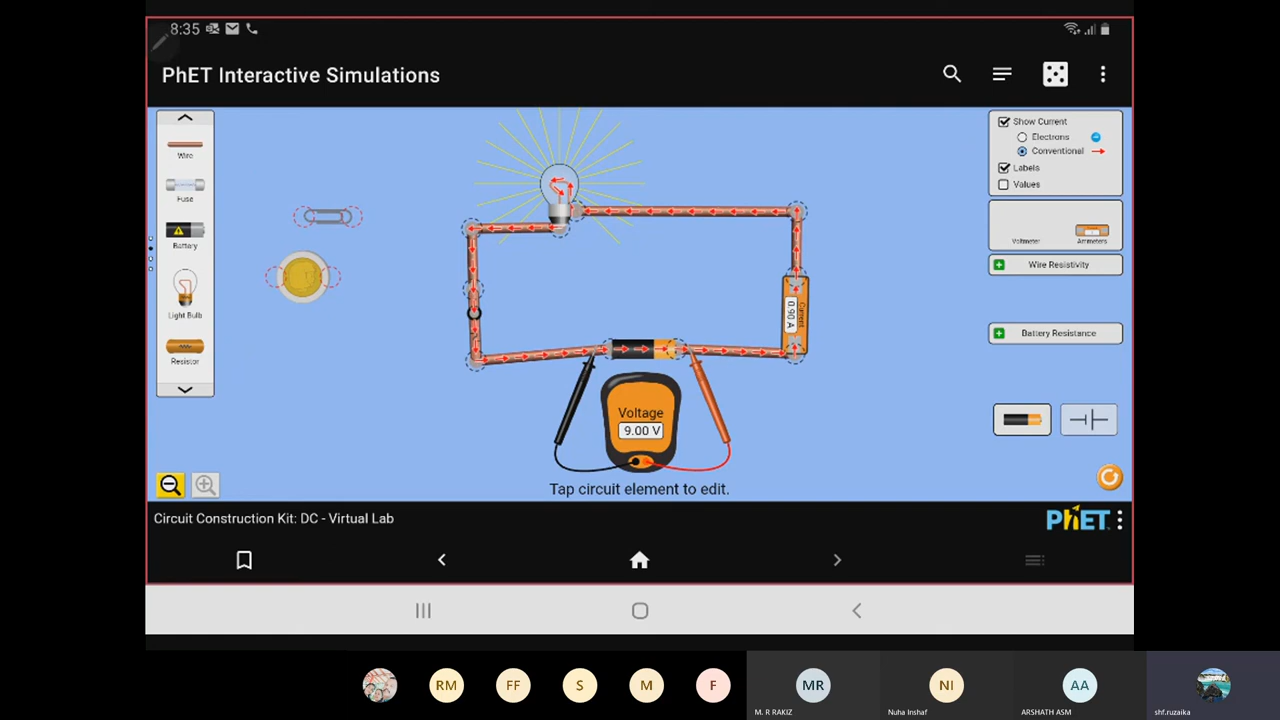 8:35
PhET Interactive Simulations
Wire
Fuse
Battery
Light Bulb
Resistor
Show Current
Electrons
Conventional
Labels
Values
Voltmeter
Ammeters
Wire Resistivity
Battery Resistance
Current
0.90 A
Voltage
9.00 V
Tap circuit element to edit.
Circuit Construction Kit: DC - Virtual Lab
PhET
RM
FF
S
M
F
MR
M. R RAKIZ
NI
Nuha Inshaf
AA
ARSHATH ASM
shf.ruzaika